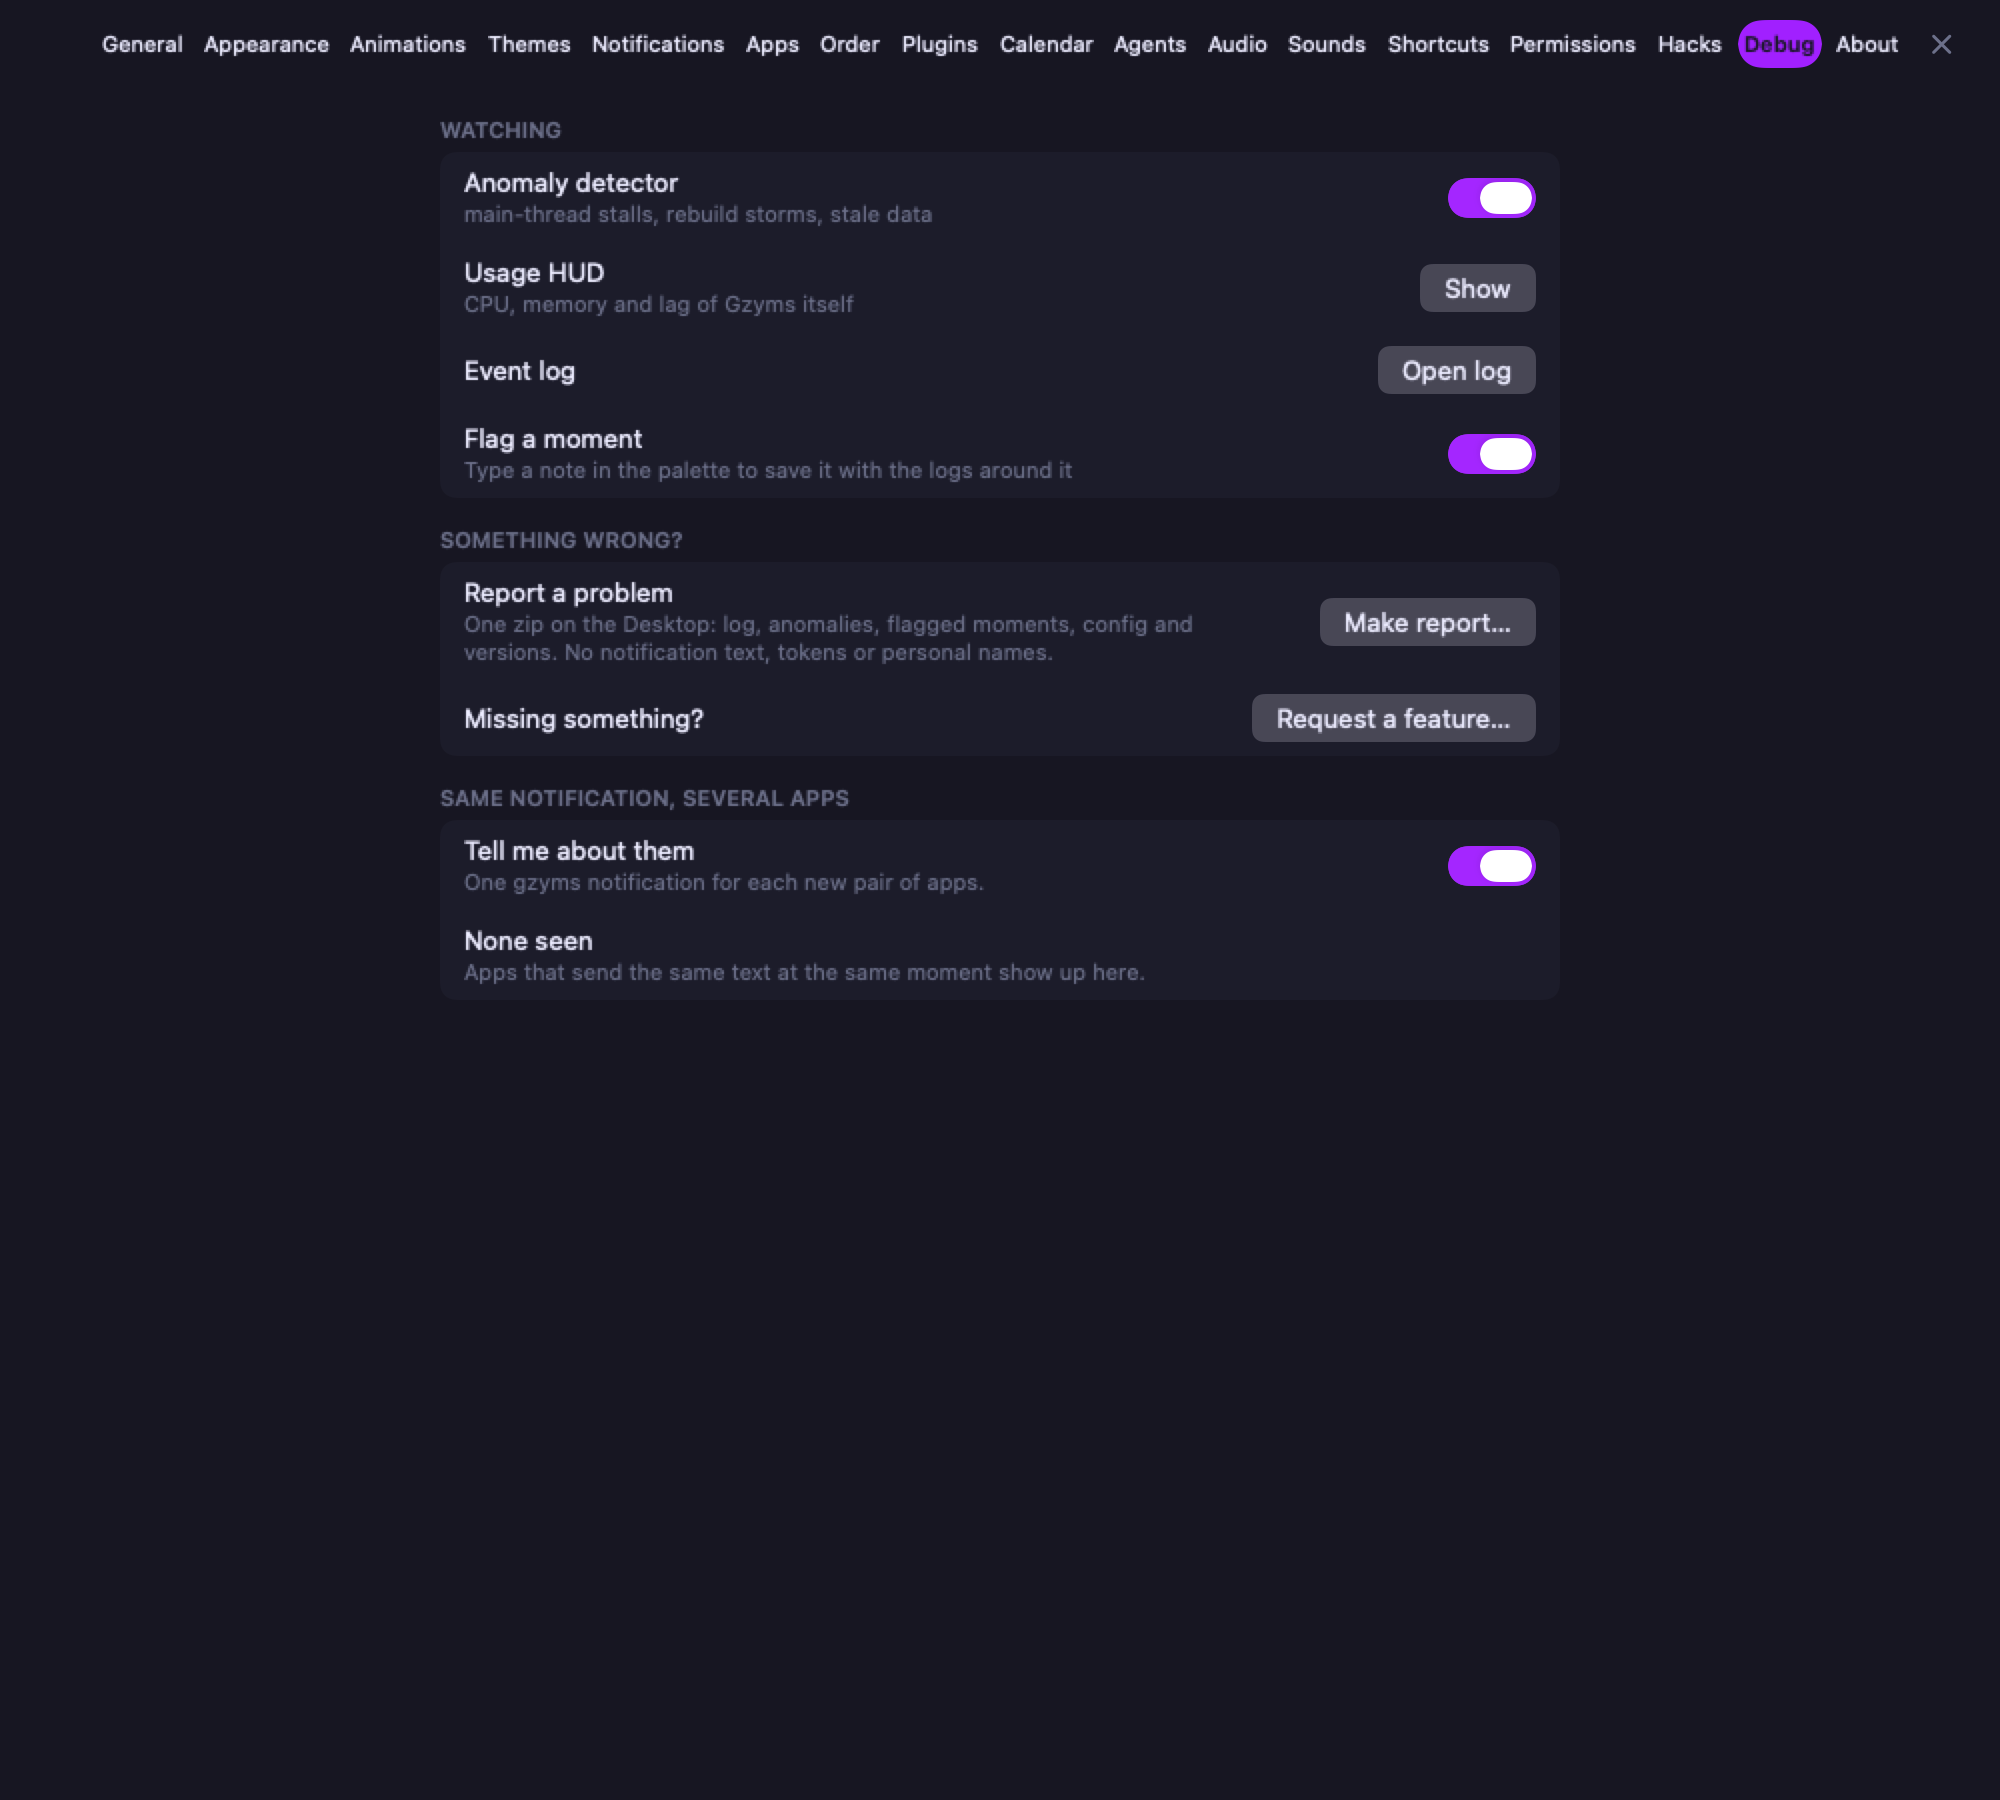 General Appearance Animations Themes Notifications Apps Order Plugins Calendar Agents Audio Sounds Shortcuts Permissions Hacks Debug About
WATCHING
Anomaly detector
main-thread stalls, rebuild storms, stale data
Usage HUD
CPU, memory and lag of Gzyms itself
Show
Event log
Open log
Flag a moment
Type a note in the palette to save it with the logs around it
SOMETHING WRONG?
Report a problem
One zip on the Desktop: log, anomalies, flagged moments, config and
versions. No notification text, tokens or personal names.
Make report...
Missing something?
Request a feature...
SAME NOTIFICATION, SEVERAL APPS
Tell me about them
One gzyms notification for each new pair of apps.
None seen
Apps that send the same text at the same moment show up here.